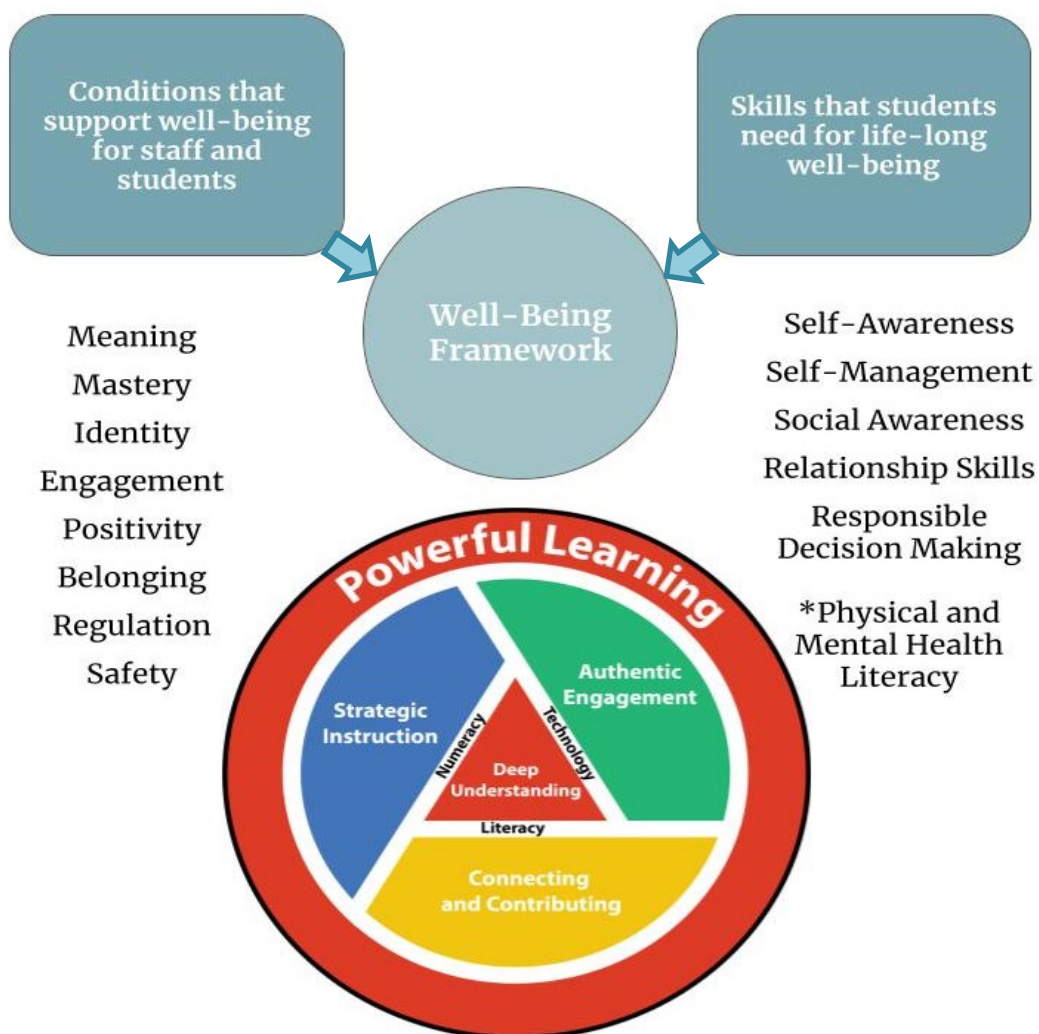 Conditions that
support well-being
for staff and
students
Skills that students
need for life-long
well-being
Well-Being
Framework
Meaning
Mastery
Identity
Engagement
Positivity
Belonging
Regulation
Safety
Self-Awareness
Self-Management
Social Awareness
Relationship Skills
Responsible
Decision Making
*Physical and
Mental Health
Literacy
Powerful Learning
Strategic
Instruction
Authentic
Engagement
Numeracy
Technology
Deep
Understanding
Literacy
Connecting
and Contributing